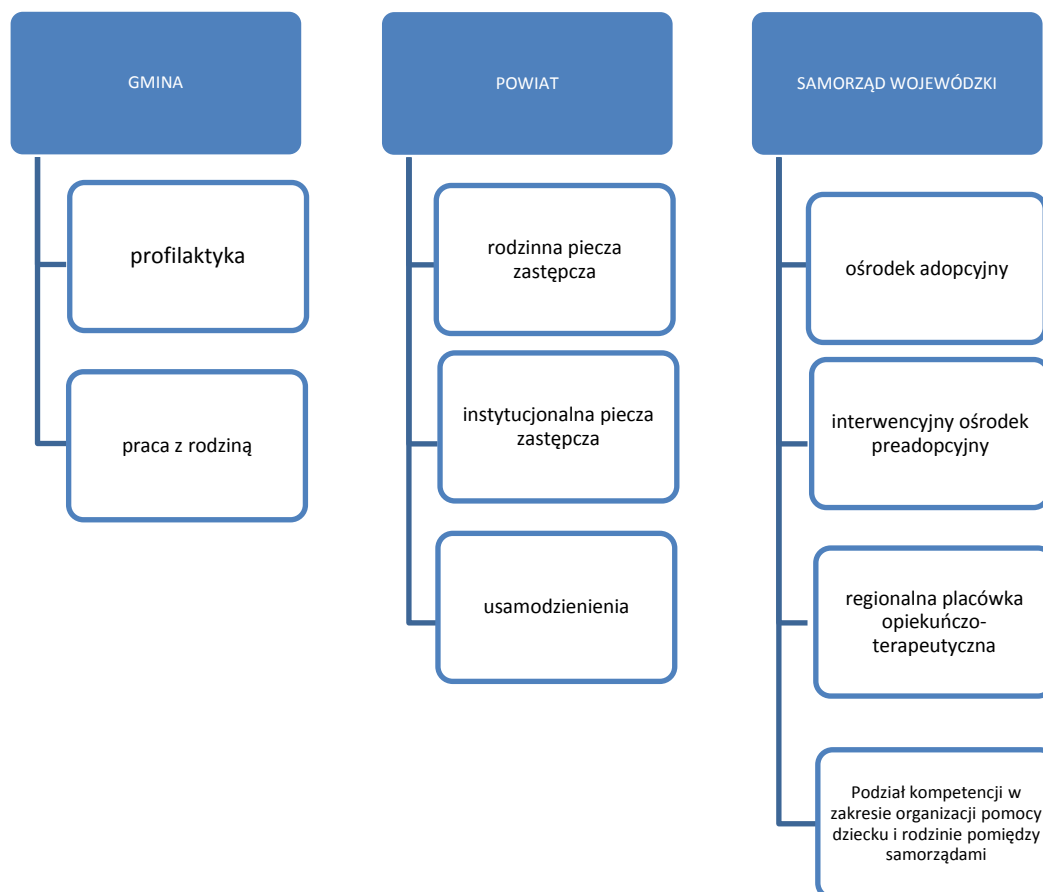 GMINA
profilaktyka
praca z rodziną
POWIAT
rodzinna piecza
zastępcza
instytucjonalna piecza
zastępcza
usamodzienienia
SAMORZĄD WOJEWÓDZKI
ośrodek adopcyjny
interwencyjny ośrodek
preadopcyjny
regionalna placówka
opiekuńczo-
terapeutyczna
Podział kompetencji w
zakresie organizacji pomocy
dziecku i rodzinie pomiędzy
samorządami